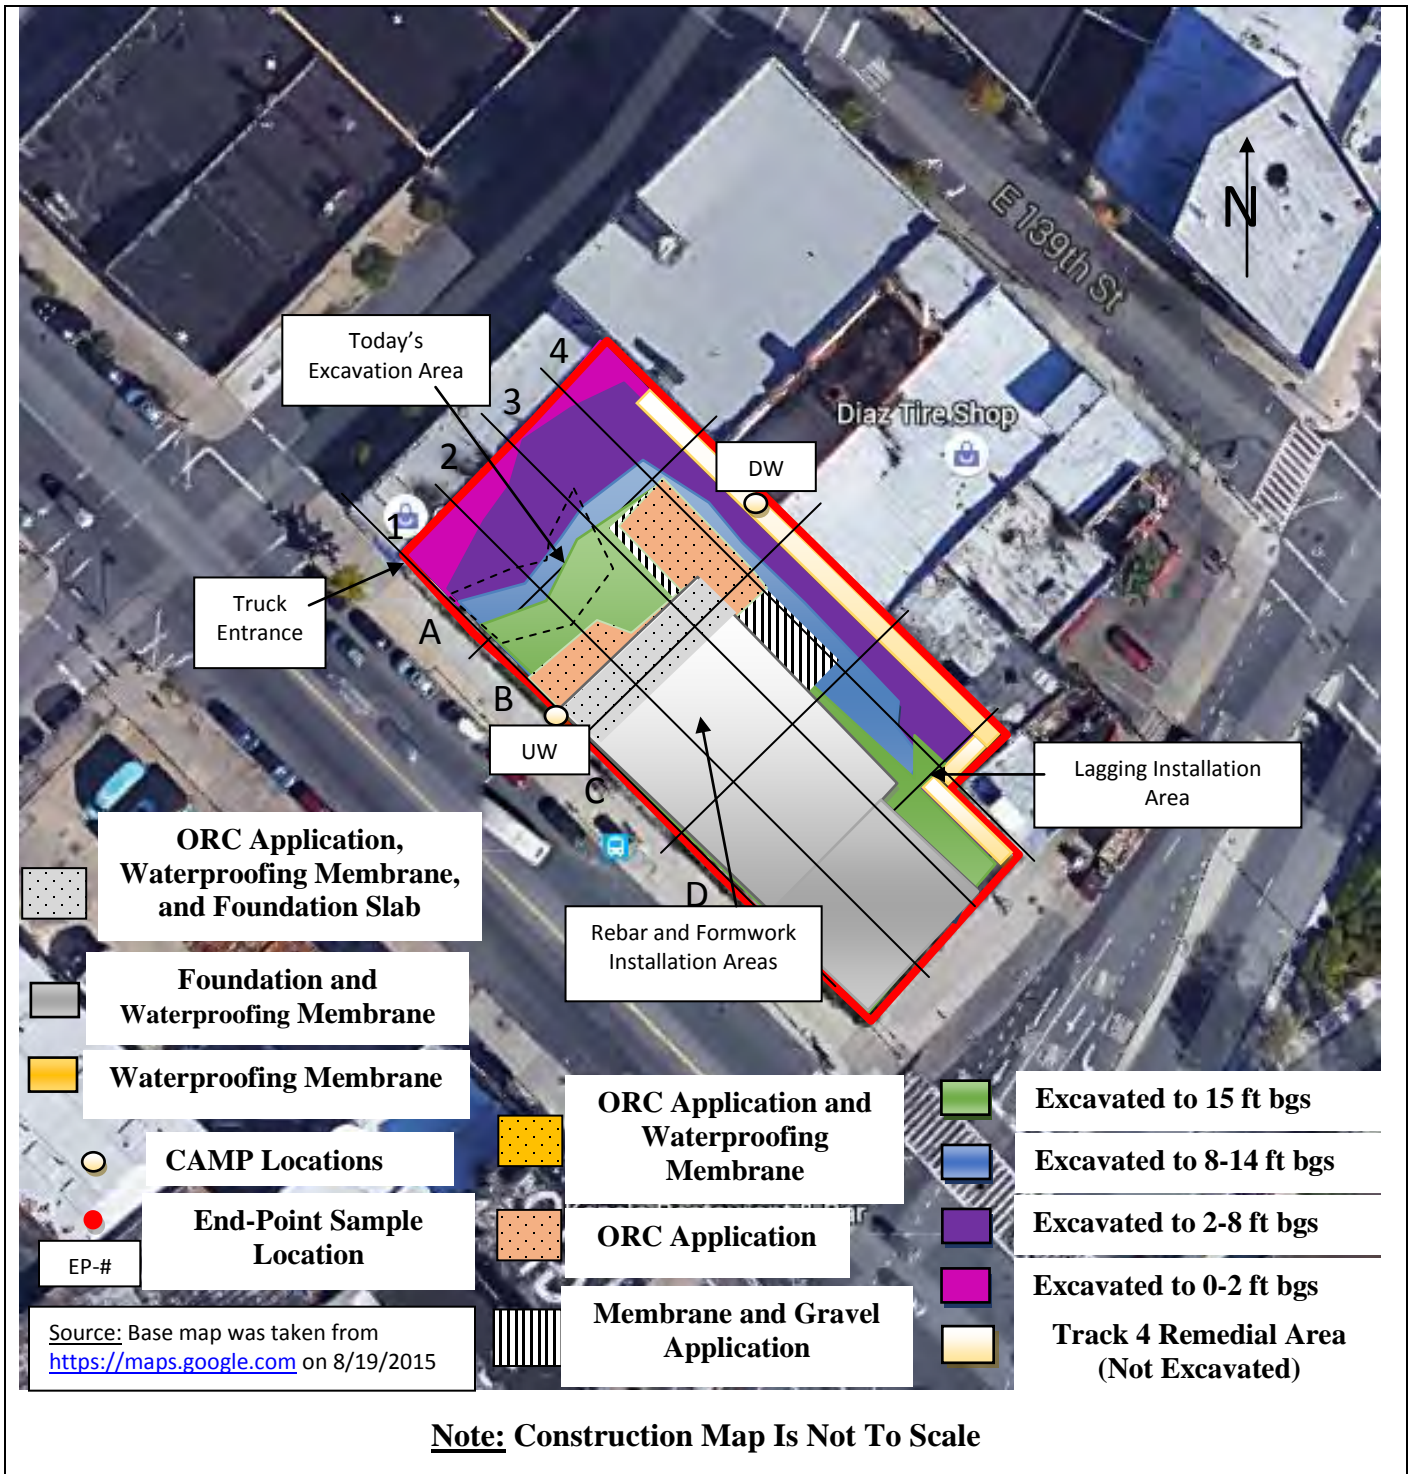 E 139th St
N
Today's
Excavation Area
4
3
2
1
Diaz Tire Shop
DW
Truck
Entrance
A
B
UW
C
D
Lagging Installation
Area
Rebar and Formwork
Installation Areas
ORC Application,
Waterproofing Membrane,
and Foundation Slab
Foundation and
Waterproofing Membrane
Waterproofing Membrane
CAMP Locations
End-Point Sample
Location
EP-#
Source: Base map was taken from
https://maps.google.com on 8/19/2015
ORC Application and
Waterproofing
Membrane
ORC Application
Membrane and Gravel
Application
Excavated to 15 ft bgs
Excavated to 8-14 ft bgs
Excavated to 2-8 ft bgs
Excavated to 0-2 ft bgs
Track 4 Remedial Area
(Not Excavated)
Note: Construction Map Is Not To Scale